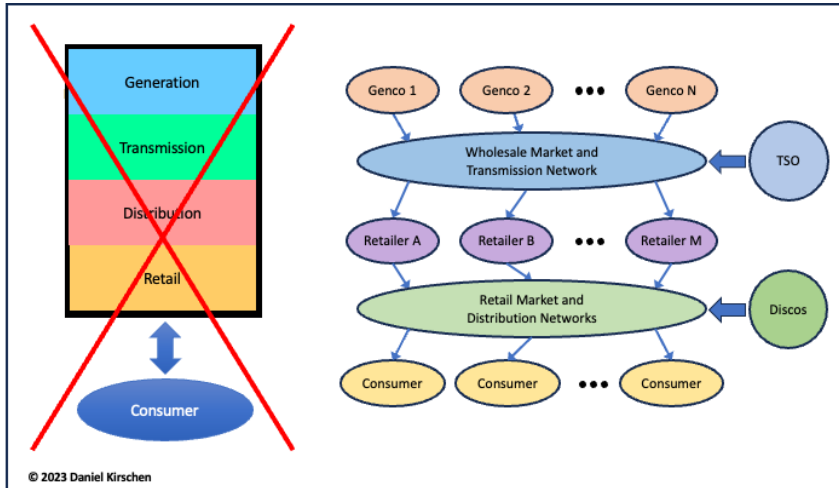 Generation
Transmission
Distribution
Retail
Consumer
Genco 1
Genco 2
Genco N
Wholesale Market and
Transmission Network
TSO
Retailer A
Retailer B
Retailer M
Retail Market and
Distribution Networks
Discos
Consumer
Consumer
Consumer
© 2023 Daniel Kirschen